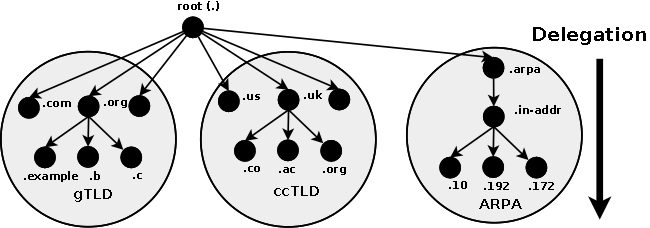 root (.)
Delegation
.com
.org
.us
.uk
.arpa
.in-addr
.example
.b
.c
gTLD
.co
.ac
.org
ccTLD
.10
.192
.172
ARPA